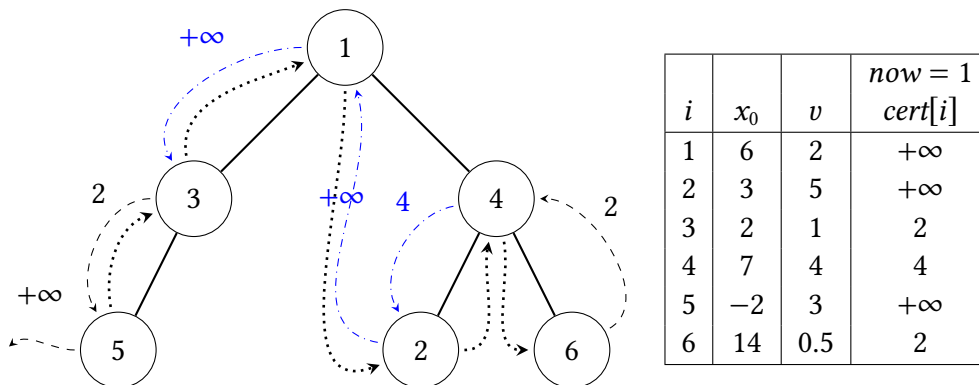 +∞
1
2
3
+∞
4
4
2
+∞
5
2
6
now = 1
i x₀ v cert[i]
1 6 2 +∞
2 3 5 +∞
3 2 1 2
4 7 4 4
5 −2 3 +∞
6 14 0.5 2